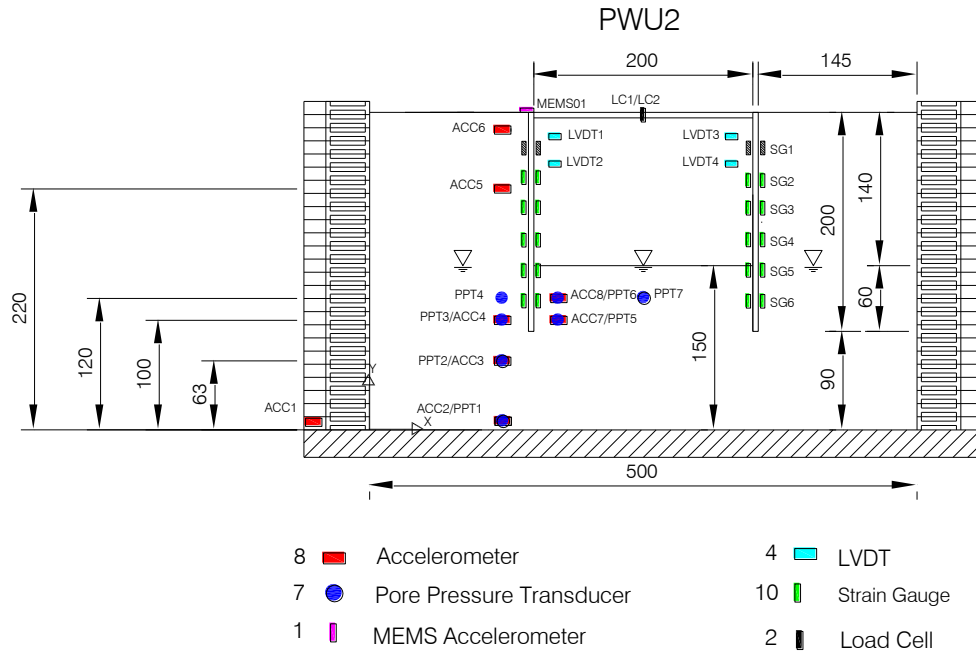 PWU2
200
145
MEMS01
LC1/LC2
ACC6
LVDT1
LVDT3
SG1
LVDT2
LVDT4
ACC5
SG2
SG3
140
200
SG4
SG5
220
PPT4
ACC8/PPT6
PPT7
SG6
60
PPT3/ACC4
ACC7/PPT5
120
100
150
63
PPT2/ACC3
90
Y
ACC1
ACC2/PPT1
X
500
8 Accelerometer
4 LVDT
7 Pore Pressure Transducer
10 Strain Gauge
1 MEMS Accelerometer
2 Load Cell